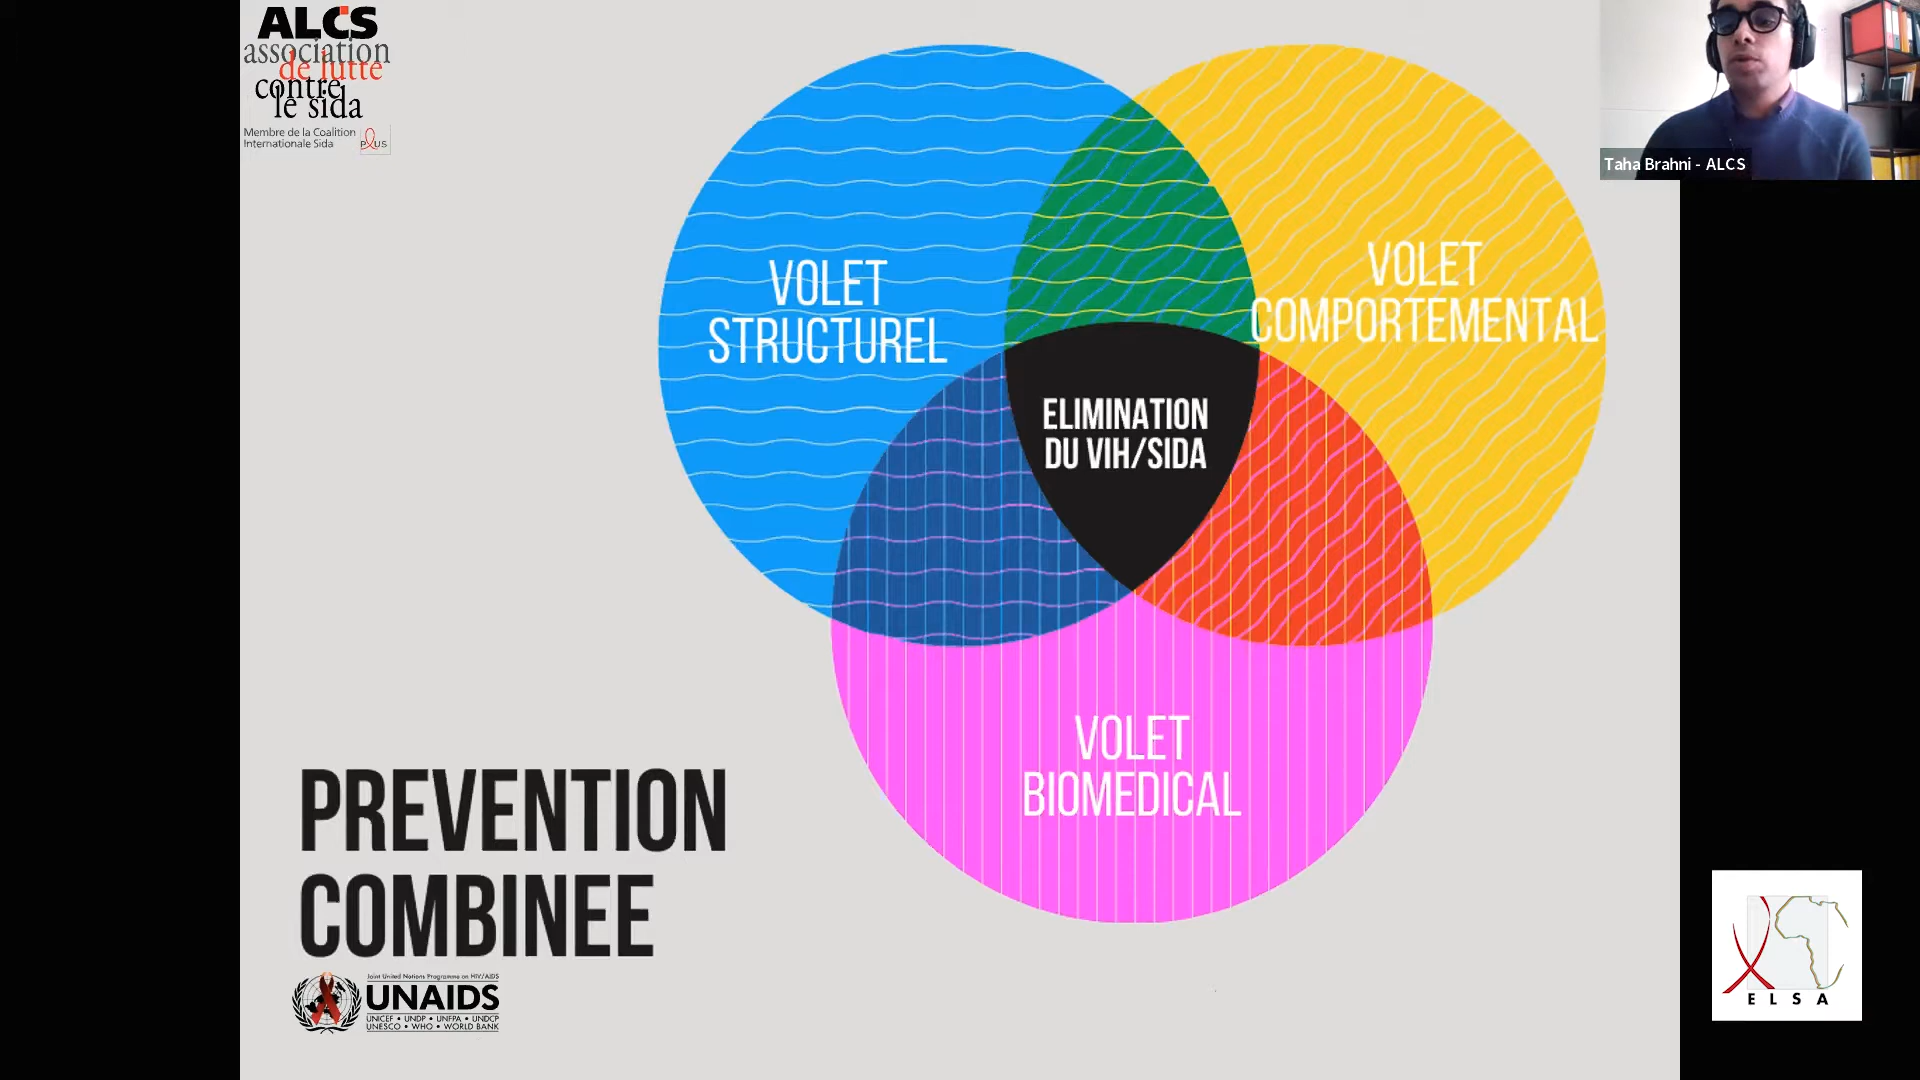 ALCS
association
de lutte
contre
le sida
Membre de la Coalition
Internationale Sida
PLUS
Taha Brahni - ALCS
VOLET
STRUCTUREL
VOLET
COMPORTEMENTAL
ELIMINATION
DU VIH/SIDA
VOLET
BIOMEDICAL
PREVENTION
COMBINEE
Joint United Nations Programme on HIV/AIDS
UNAIDS
UNICEF • UNDP • UNFPA • UNDCP
UNESCO • WHO • WORLD BANK
ELSA